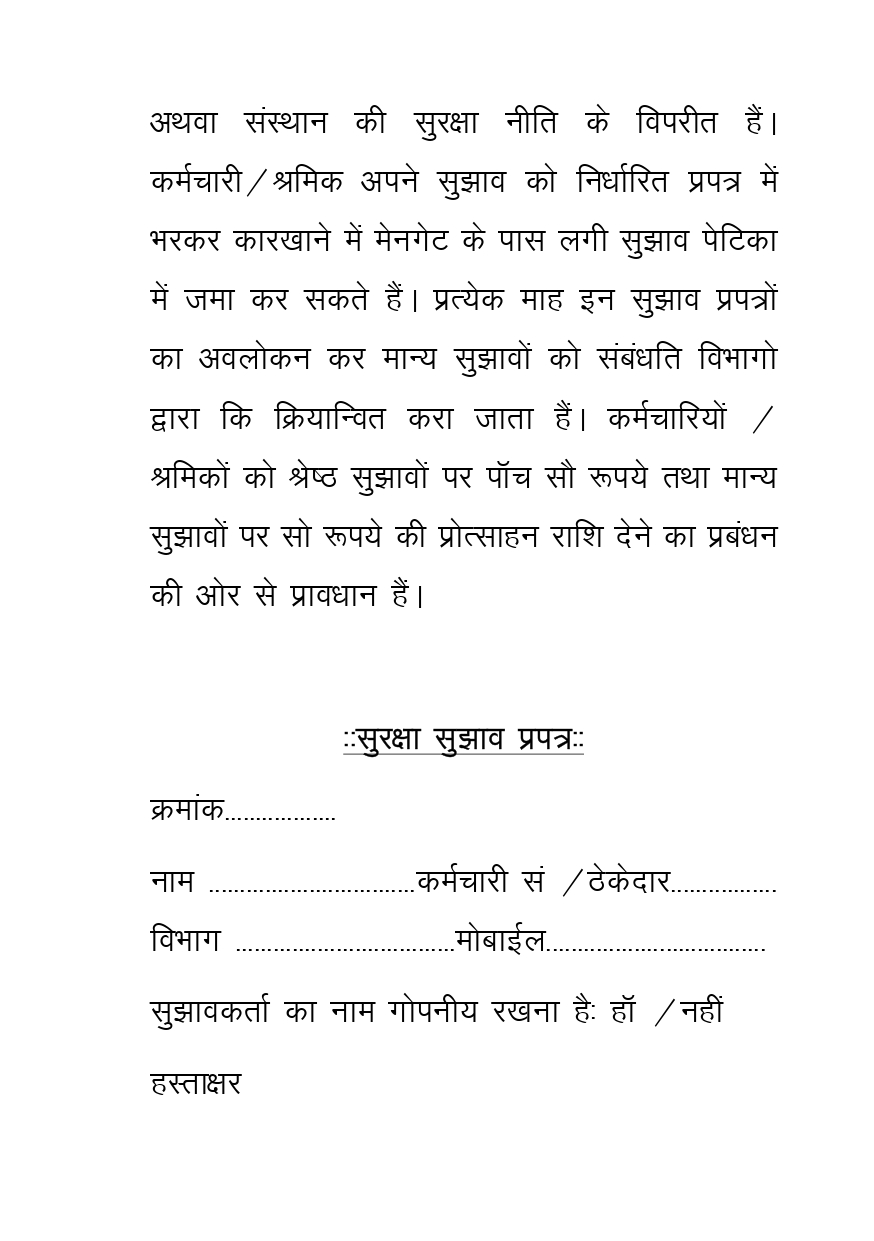 अथवा संस्थान की सुरक्षा नीति के विपरीत हैं।
कर्मचारी/श्रमिक अपने सुझाव को निर्धारित प्रपत्र में
भरकर कारखाने में मेनगेट के पास लगी सुझाव पेटिका
में जमा कर सकते हैं। प्रत्येक माह इन सुझाव प्रपत्रों
का अवलोकन कर मान्य सुझावों को संबंधति विभागो
द्वारा कि क्रियान्वित करा जाता हैं। कर्मचारियों /
श्रमिकों को श्रेष्ठ सुझावों पर पॉच सौ रूपये तथा मान्य
सुझावों पर सो रूपये की प्रोत्साहन राशि देने का प्रबंधन
की ओर से प्रावधान हैं।
::सुरक्षा सुझाव प्रपत्र::
क्रमांक..................
नाम .................................कर्मचारी सं /ठेकेदार.................
विभाग ...................................मोबाईल...................................
सुझावकर्ता का नाम गोपनीय रखना है: हॉ /नहीं
हस्ताक्षर